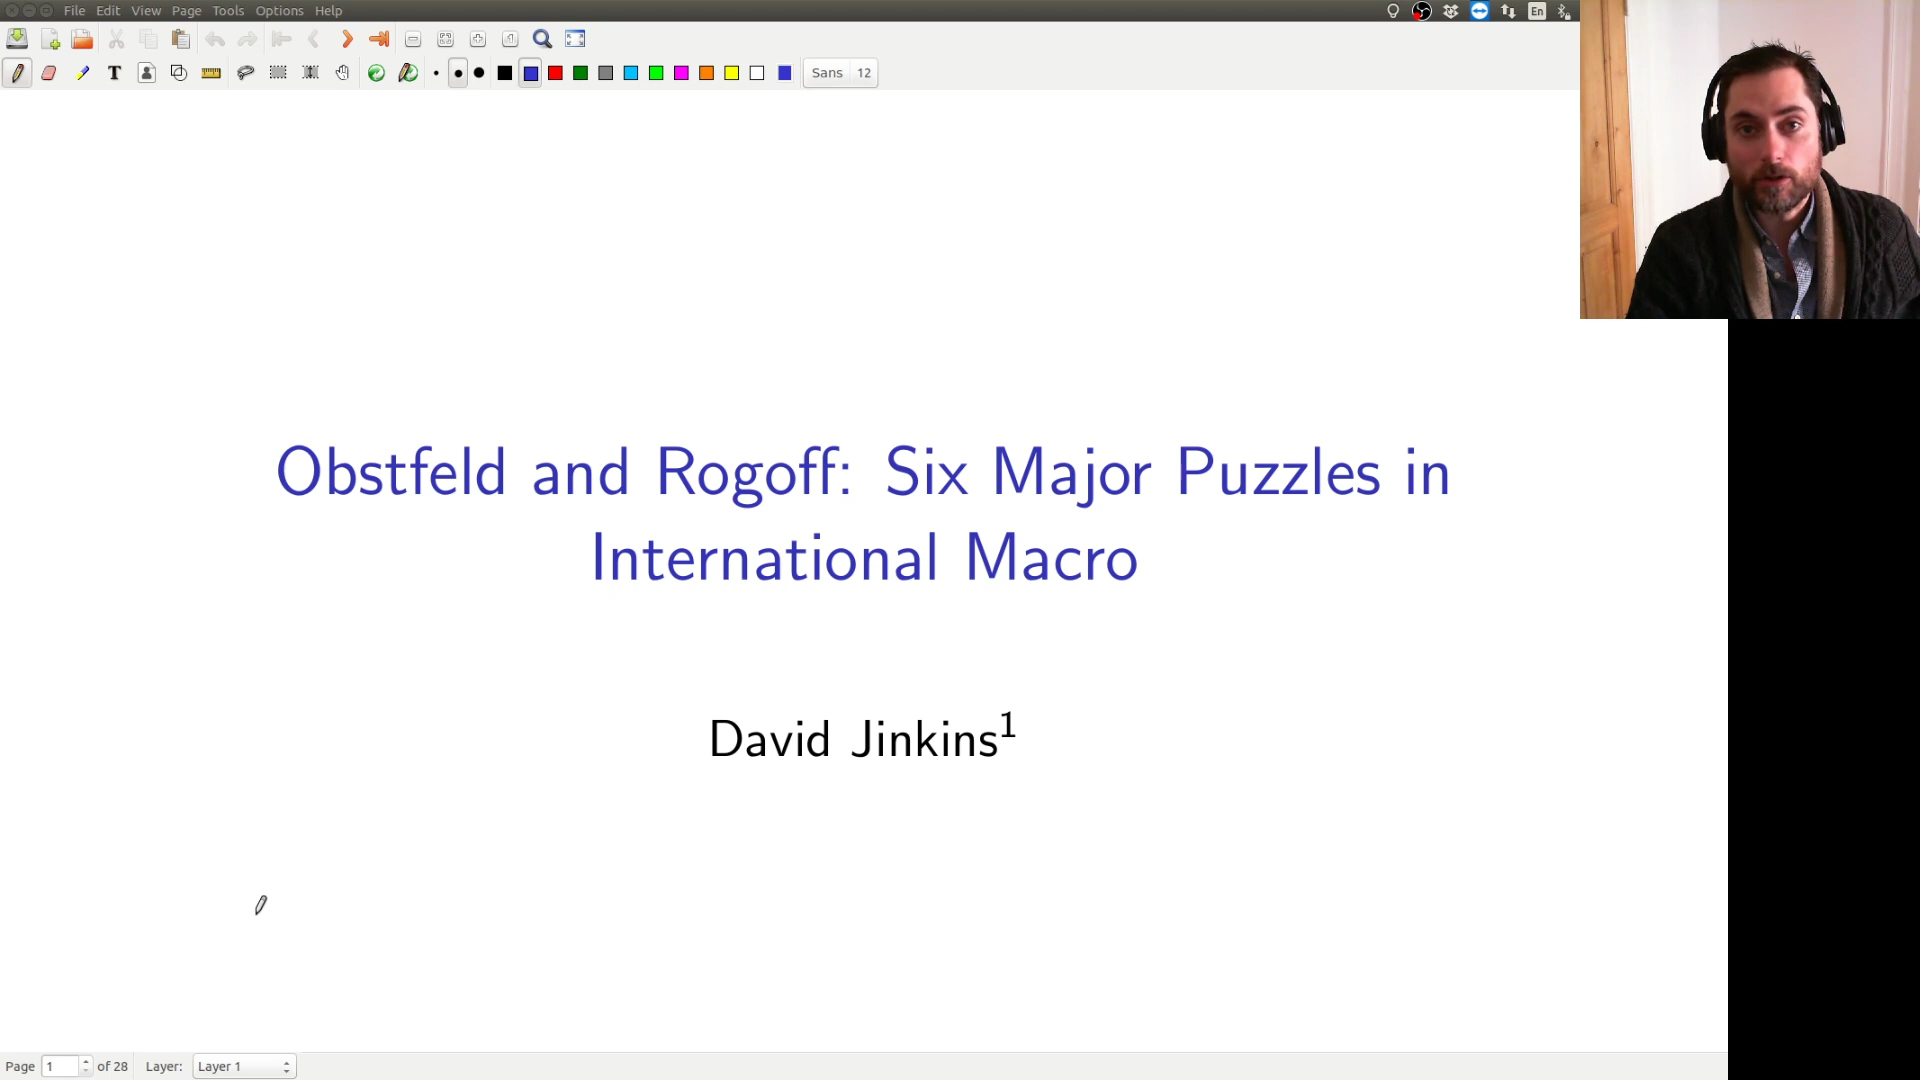 File Edit View Page Tools Options Help
En
Sans 12
Obstfeld and Rogoff: Six Major Puzzles in
International Macro
David Jinkins1
Page 1 of 28 Layer: Layer 1